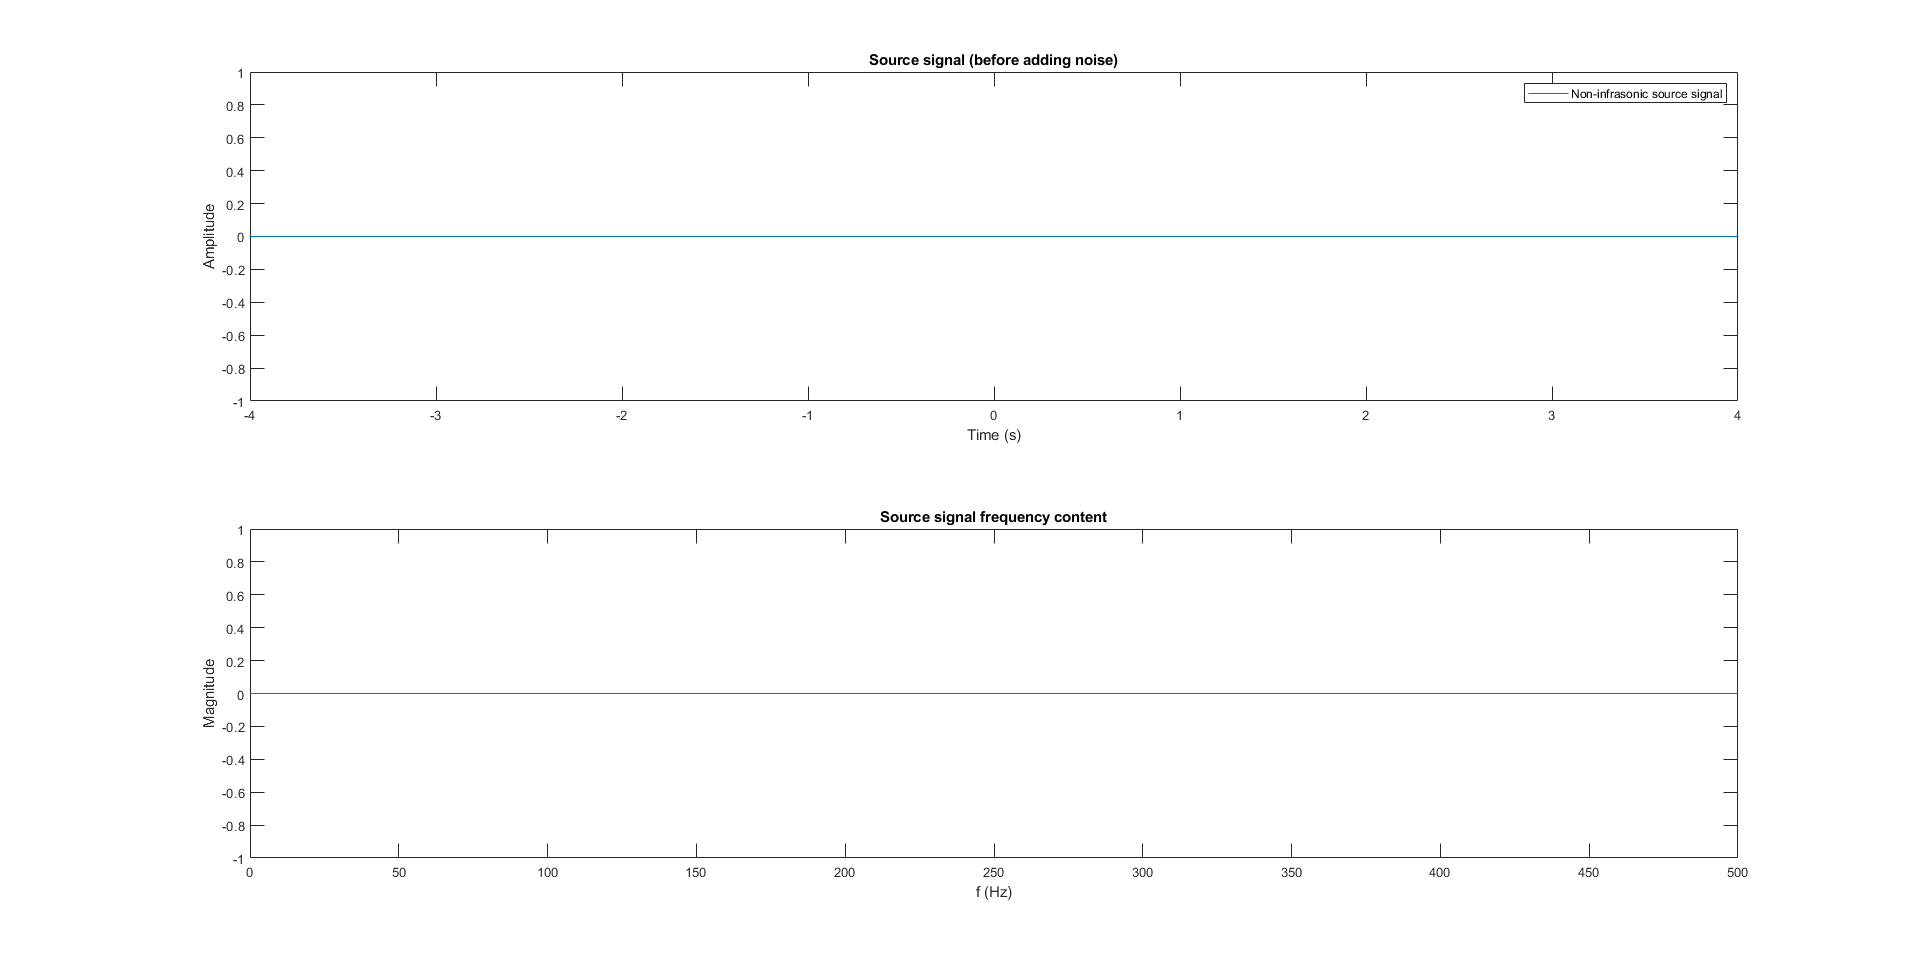 Source signal (before adding noise)
Non-infrasonic source signal
1
0.8
0.6
0.4
0.2
0
-0.2
-0.4
-0.6
-0.8
-1
Amplitude
-4 -3 -2 -1 0 1 2 3 4
Time (s)
Source signal frequency content
1
0.8
0.6
0.4
0.2
0
-0.2
-0.4
-0.6
-0.8
-1
Magnitude
0 50 100 150 200 250 300 350 400 450 500
f (Hz)